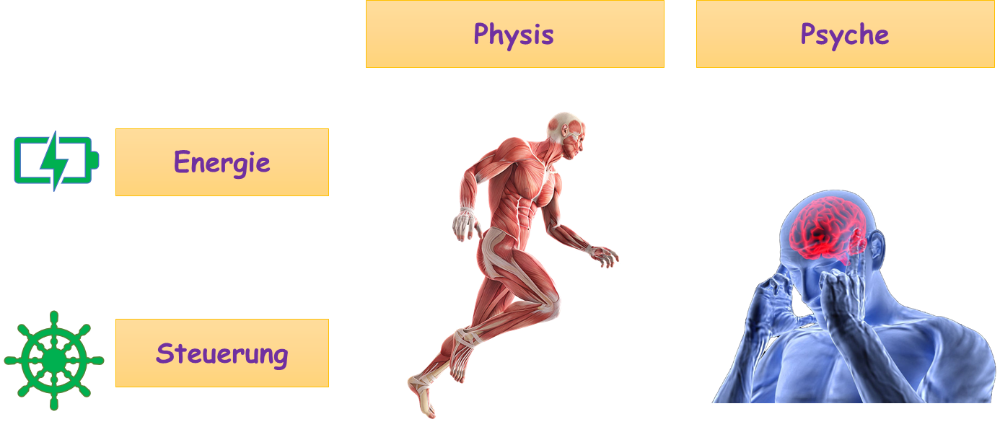 Physis
Psyche
Energie
Steuerung